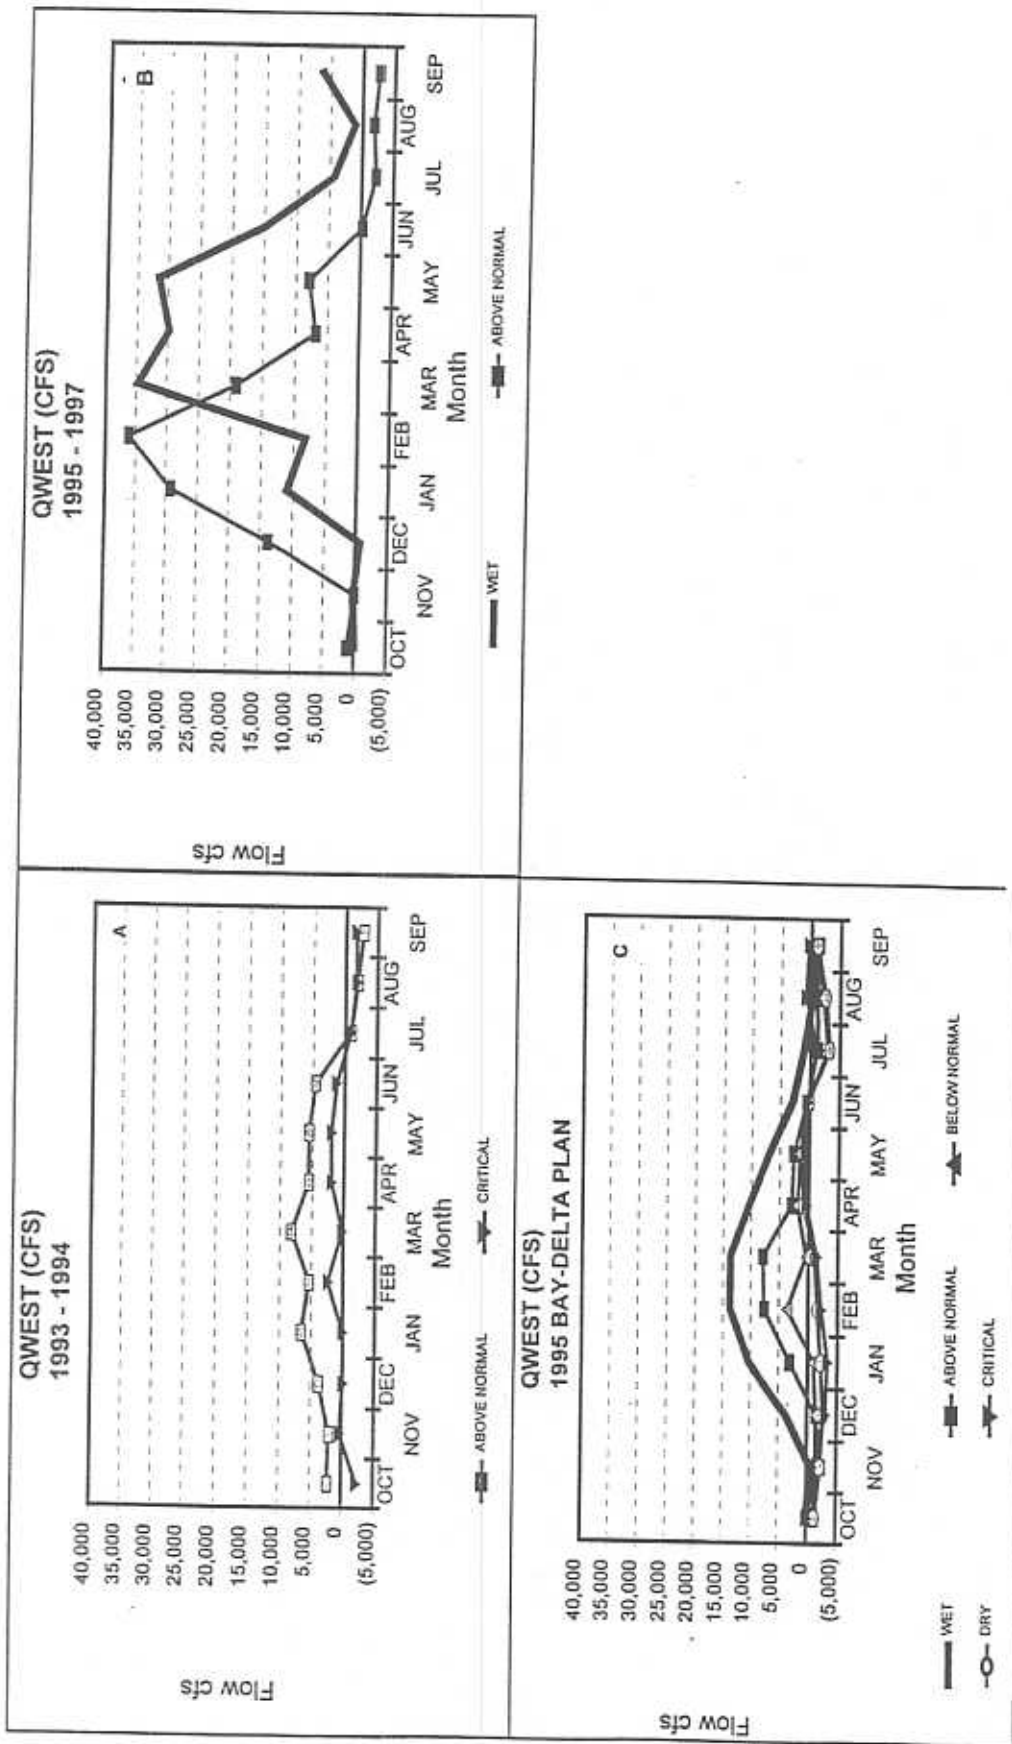 QWEST (CFS)
1993 - 1994
A
40,000
35,000
30,000
25,000
20,000
15,000
10,000
5,000
0
(5,000)
Flow cfs
OCT NOV DEC JAN FEB MAR APR MAY JUN JUL AUG SEP
Month
ABOVE NORMAL CRITICAL
QWEST (CFS)
1995 - 1997
B
40,000
35,000
30,000
25,000
20,000
15,000
10,000
5,000
0
(5,000)
Flow cfs
OCT NOV DEC JAN FEB MAR APR MAY JUN JUL AUG SEP
Month
WET ABOVE NORMAL
QWEST (CFS)
1995 BAY-DELTA PLAN
C
40,000
35,000
30,000
25,000
20,000
15,000
10,000
5,000
0
(5,000)
Flow cfs
OCT NOV DEC JAN FEB MAR APR MAY JUN JUL AUG SEP
Month
WET ABOVE NORMAL BELOW NORMAL
DRY CRITICAL